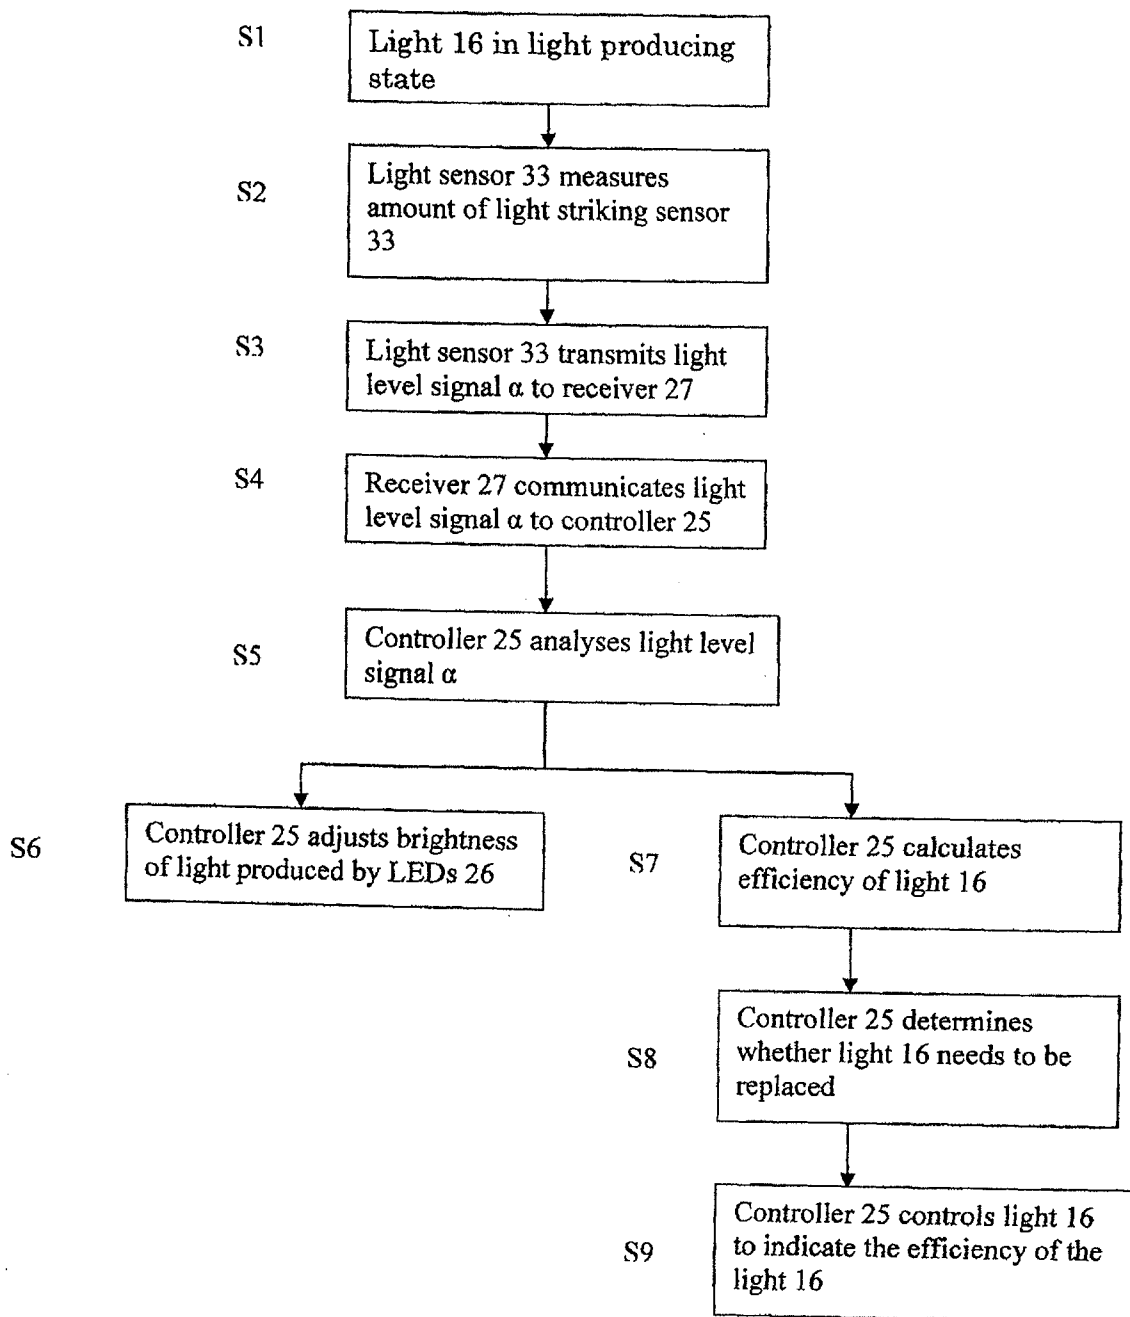 S1
Light 16 in light producing
state
S2
Light sensor 33 measures
amount of light striking sensor
33
S3
Light sensor 33 transmits light
level signal α to receiver 27
S4
Receiver 27 communicates light
level signal α to controller 25
S5
Controller 25 analyses light level
signal α
S6
Controller 25 adjusts brightness
of light produced by LEDs 26
S7
Controller 25 calculates
efficiency of light 16
S8
Controller 25 determines
whether light 16 needs to be
replaced
S9
Controller 25 controls light 16
to indicate the efficiency of the
light 16